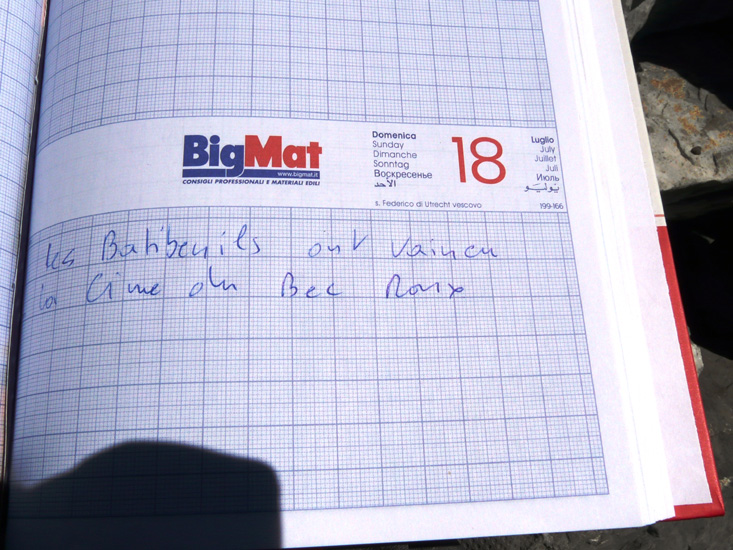 BigMat
www.bigmat.it
CONSIGLI PROFESSIONALI E MATERIALI EDILI
Domenica
Sunday
Dimanche
Sonntag
Воскресенье
الأحد
18
Luglio
July
Juillet
Juli
Июль
يوليو
s. Federico di Utrecht vescovo
199-166
les Batibenils ont vaincu
la Cime du Bec Roux